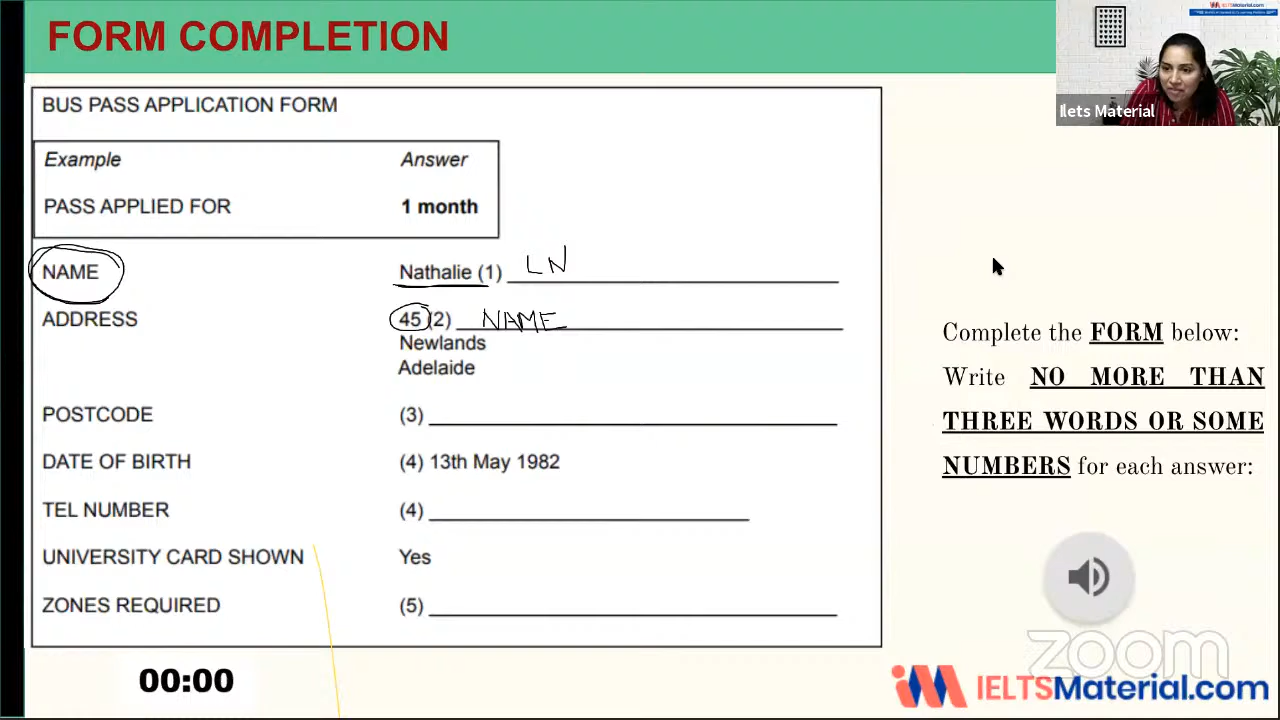 FORM COMPLETION
IELTSMaterial.com
Ilets Material
BUS PASS APPLICATION FORM
Example Answer
PASS APPLIED FOR 1 month
NAME Nathalie (1) LN
ADDRESS 45 (2) NAME
Newlands
Adelaide
POSTCODE (3)
DATE OF BIRTH (4) 13th May 1982
TEL NUMBER (4)
UNIVERSITY CARD SHOWN Yes
ZONES REQUIRED (5)
Complete the FORM below:
Write NO MORE THAN
THREE WORDS OR SOME
NUMBERS for each answer:
00:00
zoom
IELTSMaterial.com